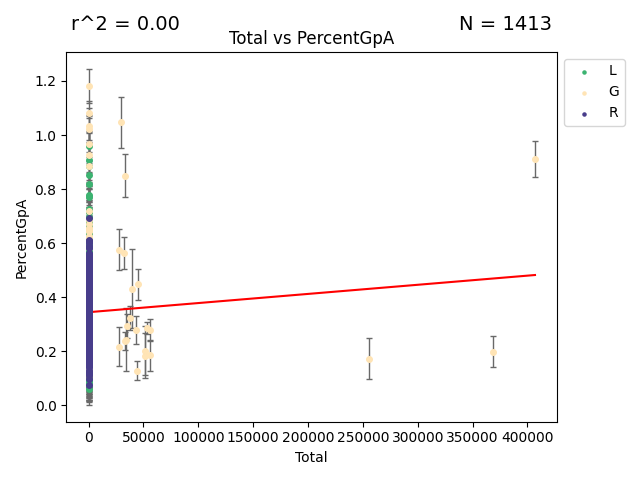 r^2 = 0.00
N = 1413
Total vs PercentGpA
L
G
R
PercentGpA
1.2
1.0
0.8
0.6
0.4
0.2
0.0
0 50000 100000 150000 200000 250000 300000 350000 400000
Total